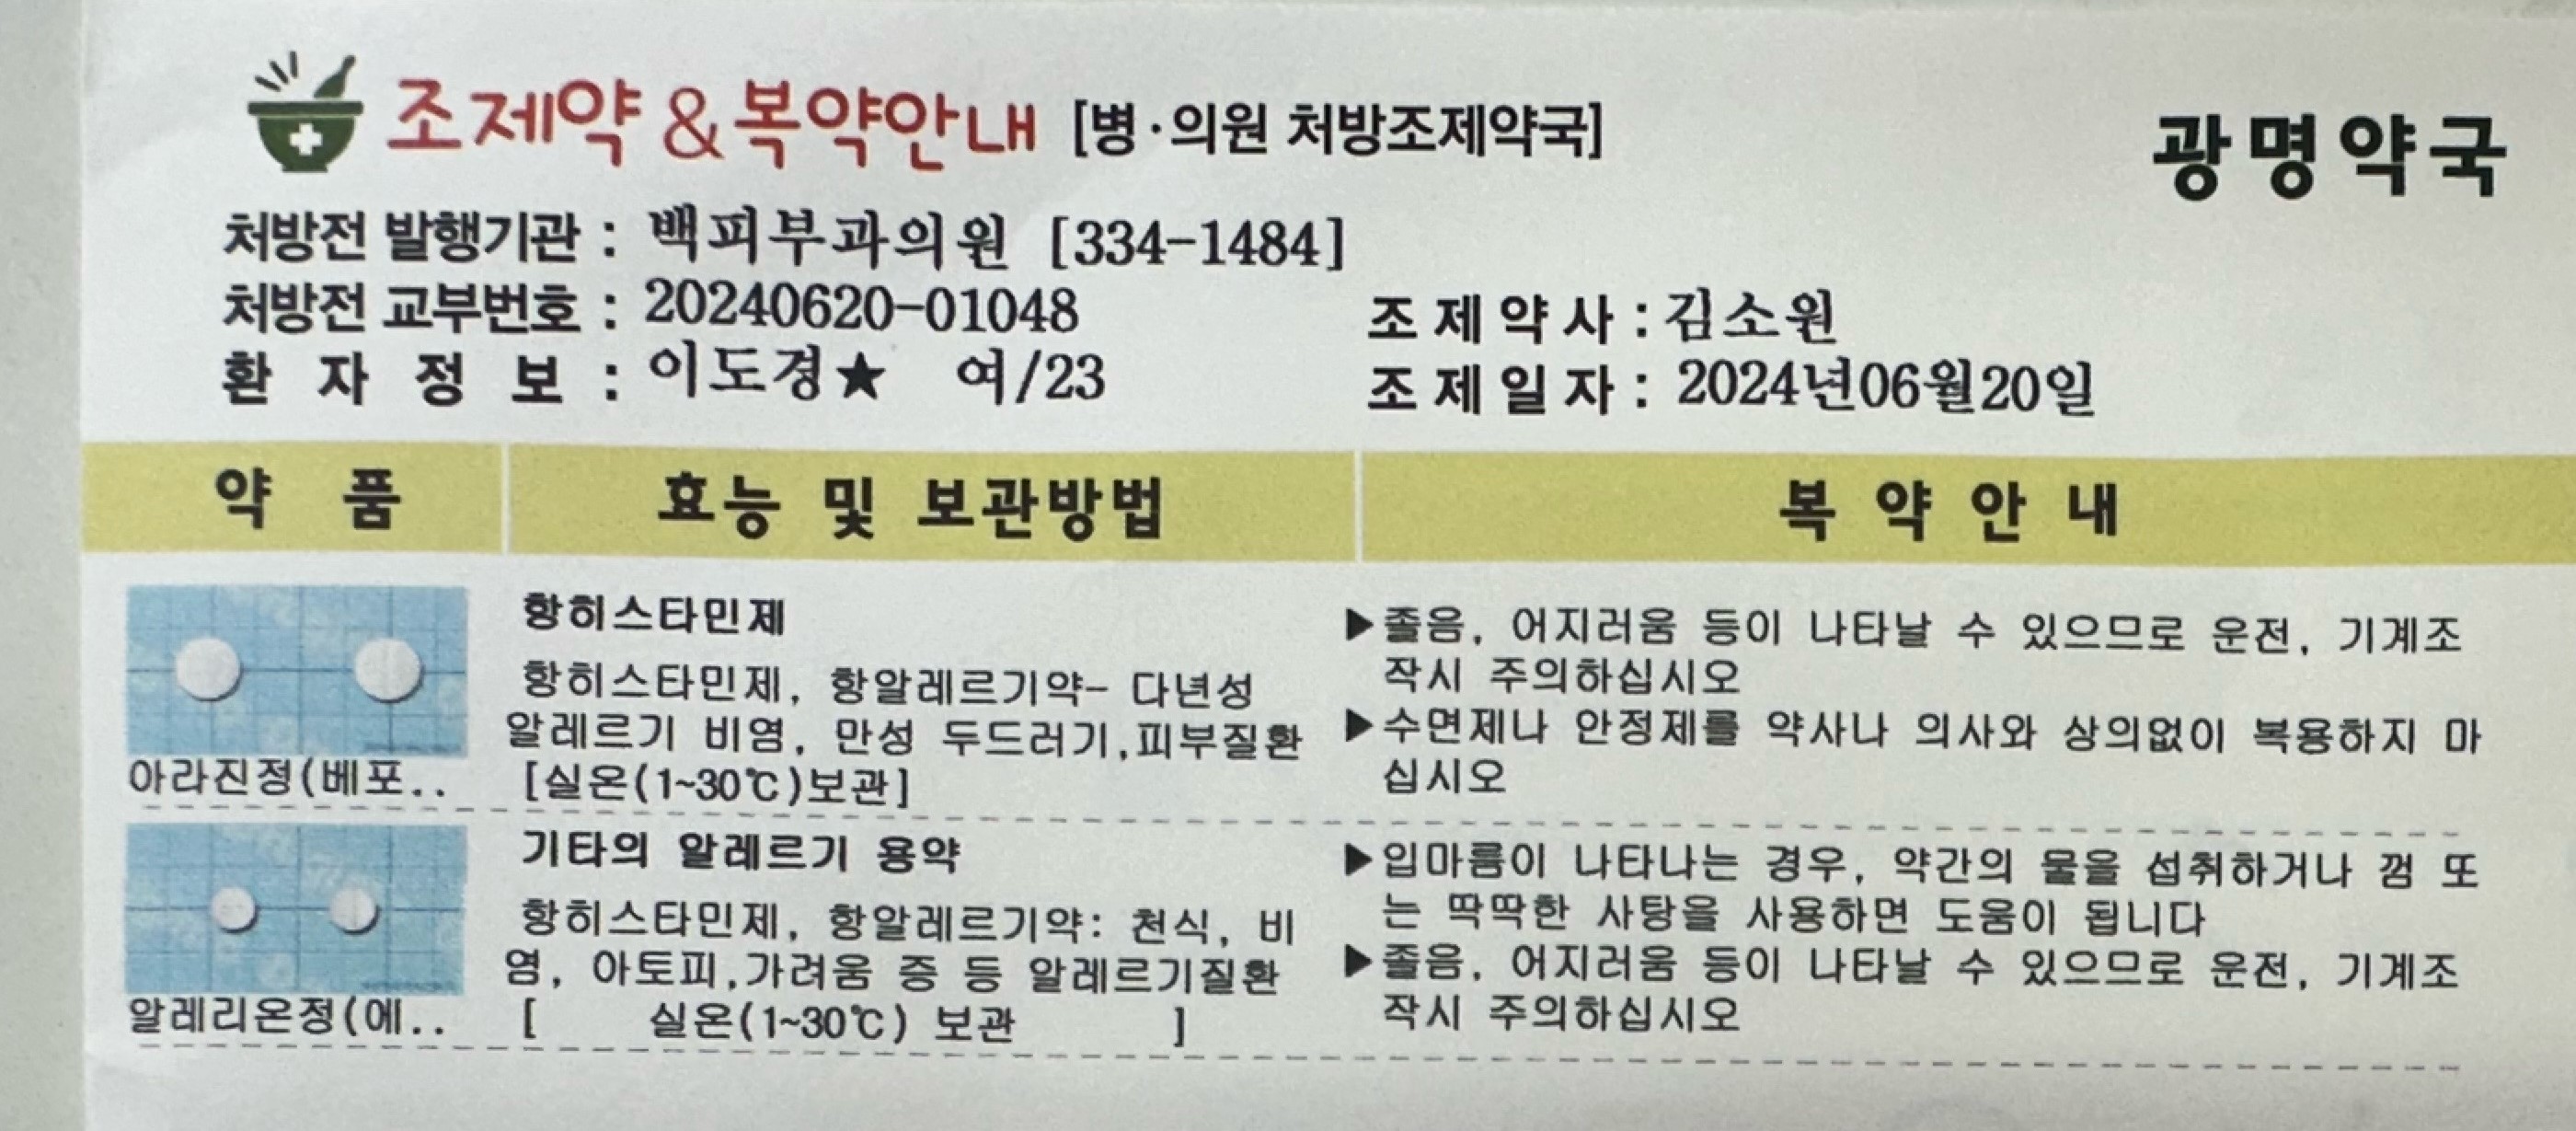 조제약&복약안내 [병·의원 처방조제약국]
광명약국
처방전 발행기관 : 백피부과의원 [334-1484]
처방전 교부번호 : 20240620-01048
조제약사 : 김소원
환자정보 : 이도경★ 여/23
조제일자 : 2024년06월20일
약품 효능 및 보관방법 복약안내
항히스타민제
항히스타민제, 항알레르기약- 다년성
알레르기 비염, 만성 두드러기,피부질환
[실온(1~30℃)보관]
아라진정(베포..
▶졸음, 어지러움 등이 나타날 수 있으므로 운전, 기계조
작시 주의하십시오
▶수면제나 안정제를 약사나 의사와 상의없이 복용하지 마
십시오
기타의 알레르기 용약
항히스타민제, 항알레르기약: 천식, 비
염, 아토피,가려움 증 등 알레르기질환
[ 실온(1~30℃) 보관 ]
알레리온정(에..
▶입마름이 나타나는 경우, 약간의 물을 섭취하거나 껌 또
는 딱딱한 사탕을 사용하면 도움이 됩니다
▶졸음, 어지러움 등이 나타날 수 있으므로 운전, 기계조
작시 주의하십시오